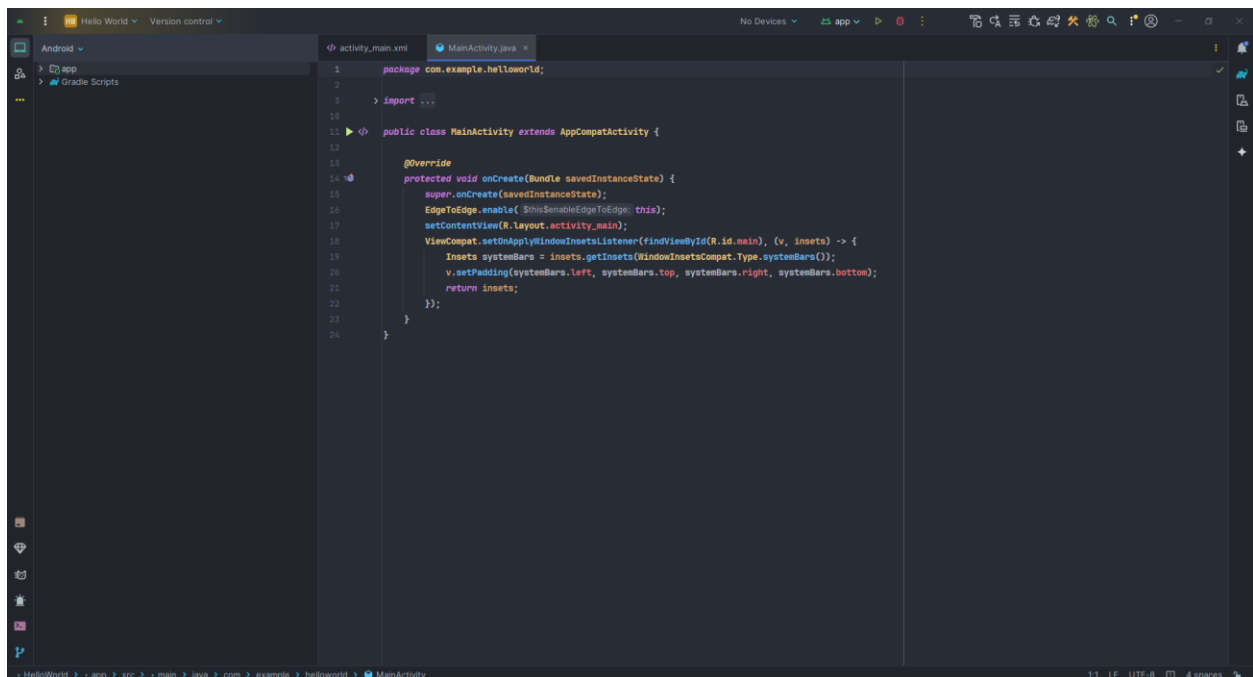 HW Hello World Version control No Devices app
Android
activity_main.xml MainActivity.java
app
Gradle Scripts
1 package com.example.helloworld;
2
3 import ...
10
11 public class MainActivity extends AppCompatActivity {
12
13 @Override
14 protected void onCreate(Bundle savedInstanceState) {
15 super.onCreate(savedInstanceState);
16 EdgeToEdge.enable( $this$enableEdgeToEdge: this);
17 setContentView(R.layout.activity_main);
18 ViewCompat.setOnApplyWindowInsetsListener(findViewById(R.id.main), (v, insets) -> {
19 Insets systemBars = insets.getInsets(WindowInsetsCompat.Type.systemBars());
20 v.setPadding(systemBars.left, systemBars.top, systemBars.right, systemBars.bottom);
21 return insets;
22 });
23 }
24 }
HelloWorld > app > src > main > java > com > example > helloworld > MainActivity 1:1 LF UTF-8 4 spaces